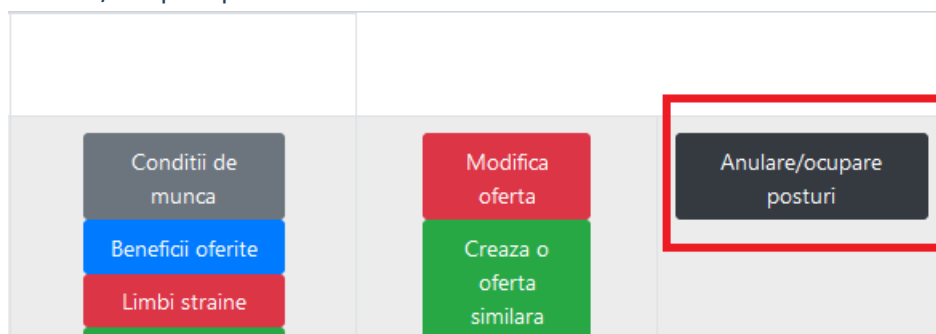 Conditii de
munca
Beneficii oferite
Limbi straine
Modifica
oferta
Creaza o
oferta
similara
Anulare/ocupare
posturi